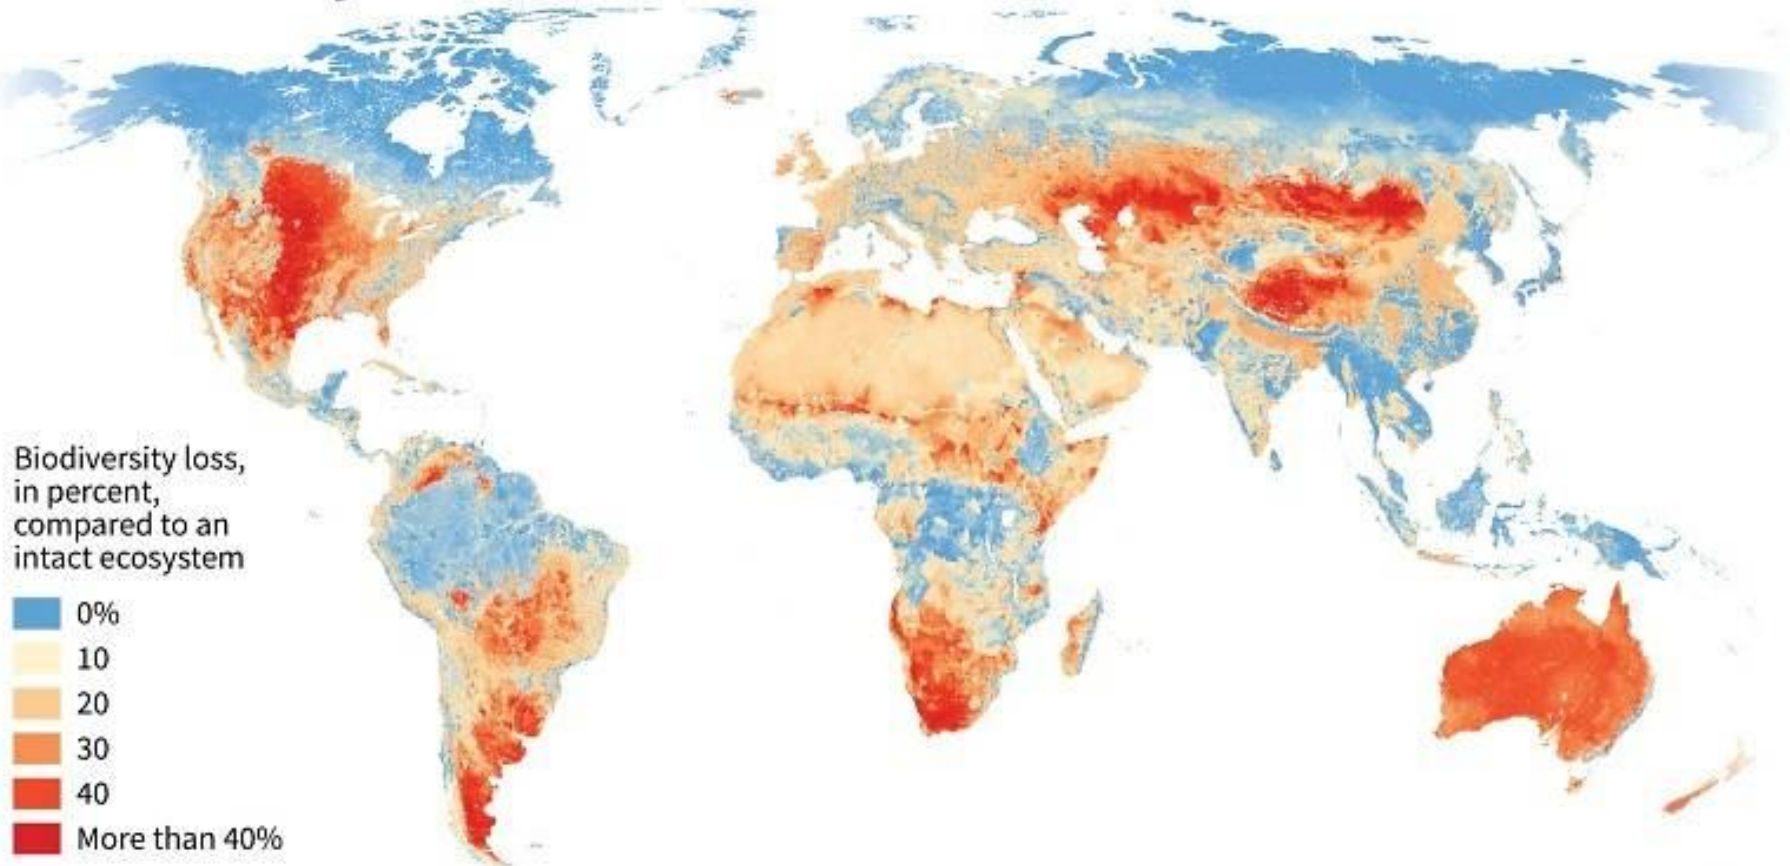 Biodiversity loss,
in percent,
compared to an
intact ecosystem
0%
10
20
30
40
More than 40%